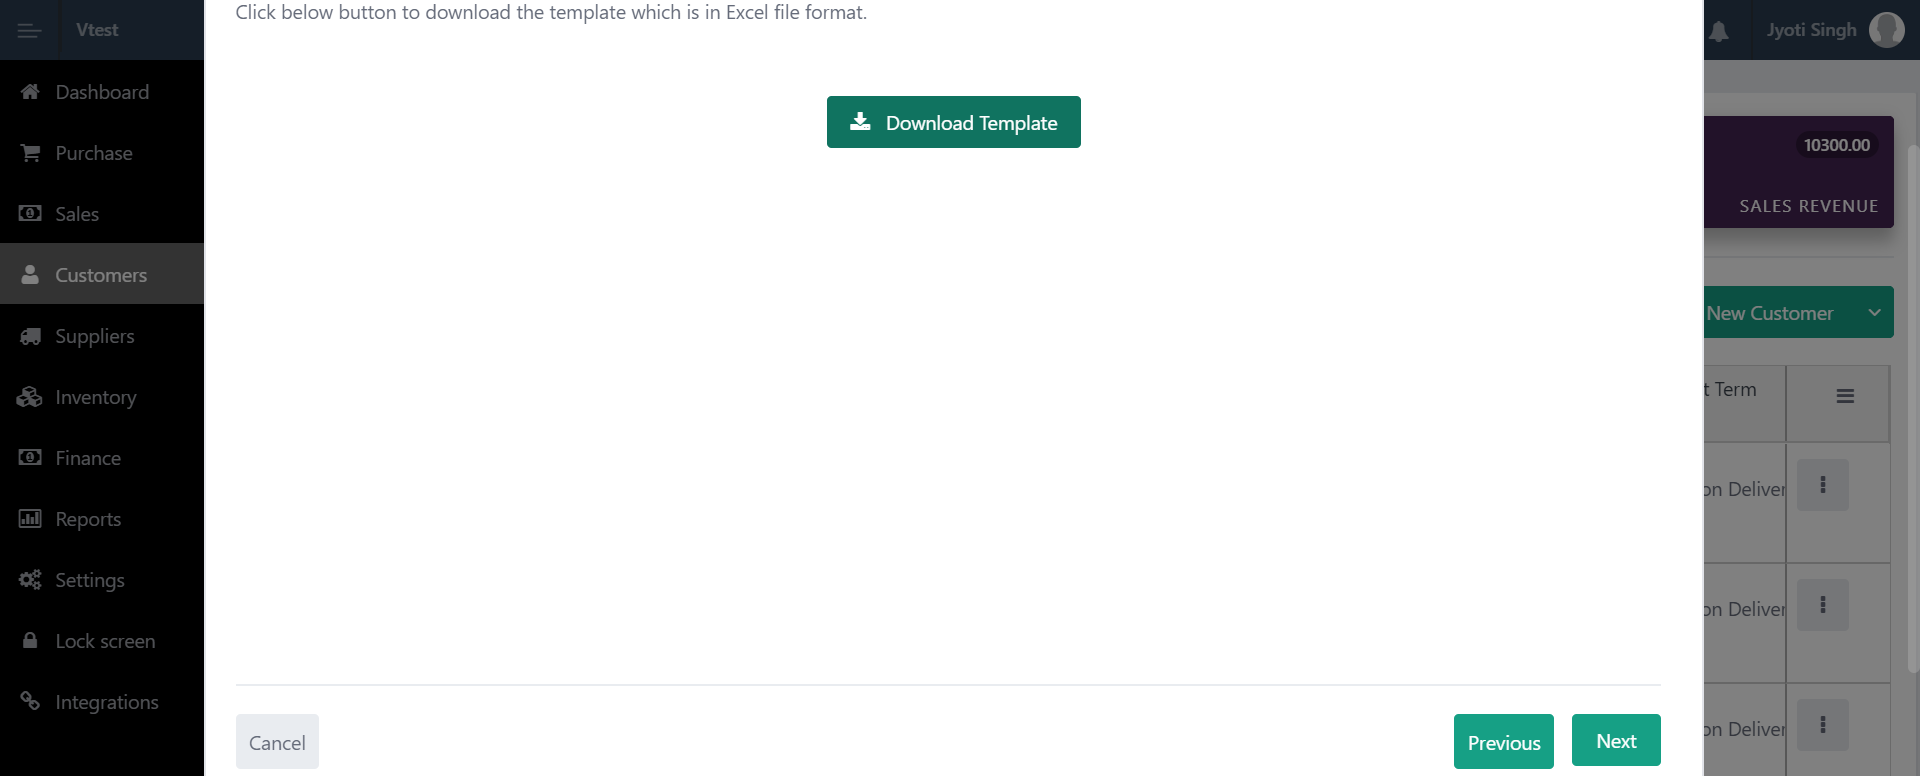 Vtest
Jyoti Singh
Dashboard
Purchase
Sales
Customers
Suppliers
Inventory
Finance
Reports
Settings
Lock screen
Integrations
Click below button to download the template which is in Excel file format.
Download Template
Cancel
Previous
Next
10300.00
SALES REVENUE
New Customer
t Term
on Deliver
on Deliver
on Deliver